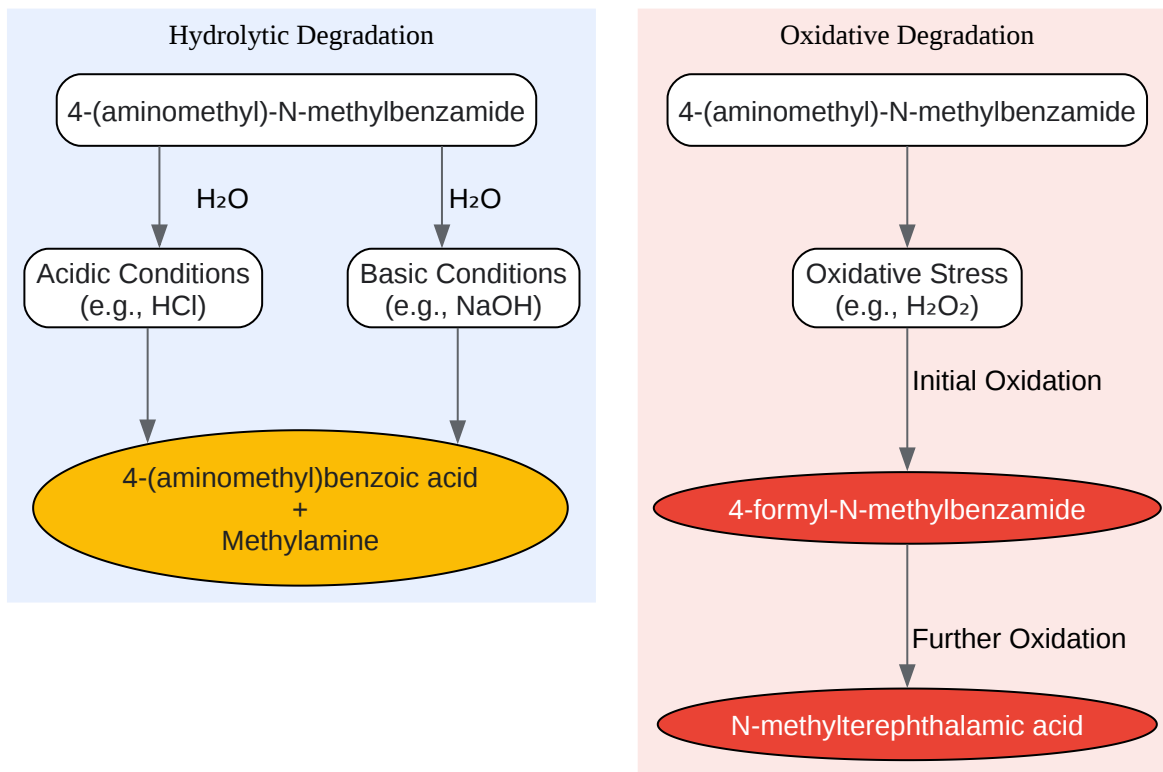 Hydrolytic Degradation
4-(aminomethyl)-N-methylbenzamide
H₂O
H₂O
Acidic Conditions
(e.g., HCl)
Basic Conditions
(e.g., NaOH)
4-(aminomethyl)benzoic acid
+
Methylamine
Oxidative Degradation
4-(aminomethyl)-N-methylbenzamide
Oxidative Stress
(e.g., H₂O₂)
Initial Oxidation
4-formyl-N-methylbenzamide
Further Oxidation
N-methylterephthalamic acid